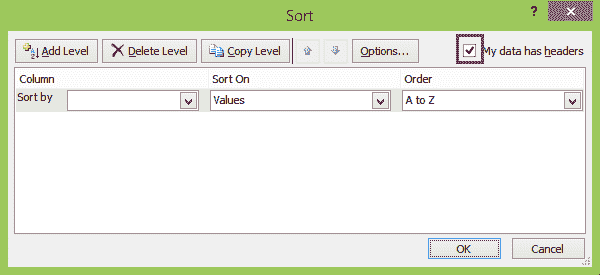 Sort
? x
Add Level Delete Level Copy Level Options... My data has headers
Column Sort On Order
Sort by Values A to Z
OK Cancel